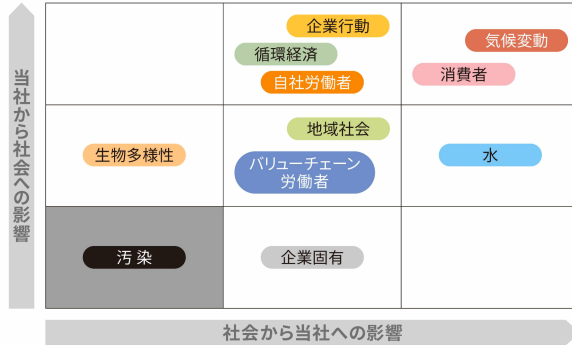 当社から社会への影響
企業行動
循環経済
自社労働者
気候変動
消費者
生物多様性
地域社会
バリューチェーン
労働者
水
汚染
企業固有
社会から当社への影響